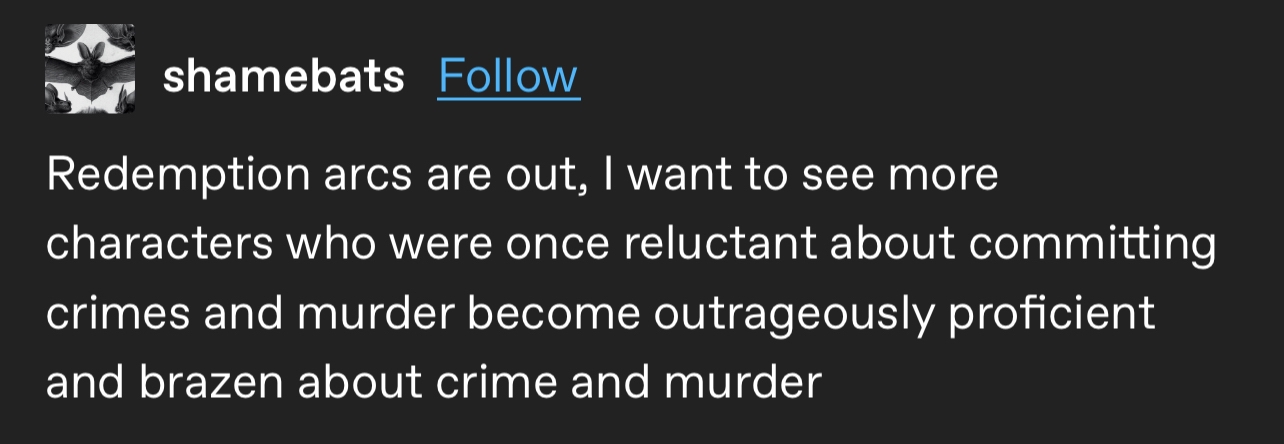 shamebats Follow
Redemption arcs are out, I want to see more
characters who were once reluctant about committing
crimes and murder become outrageously proficient
and brazen about crime and murder